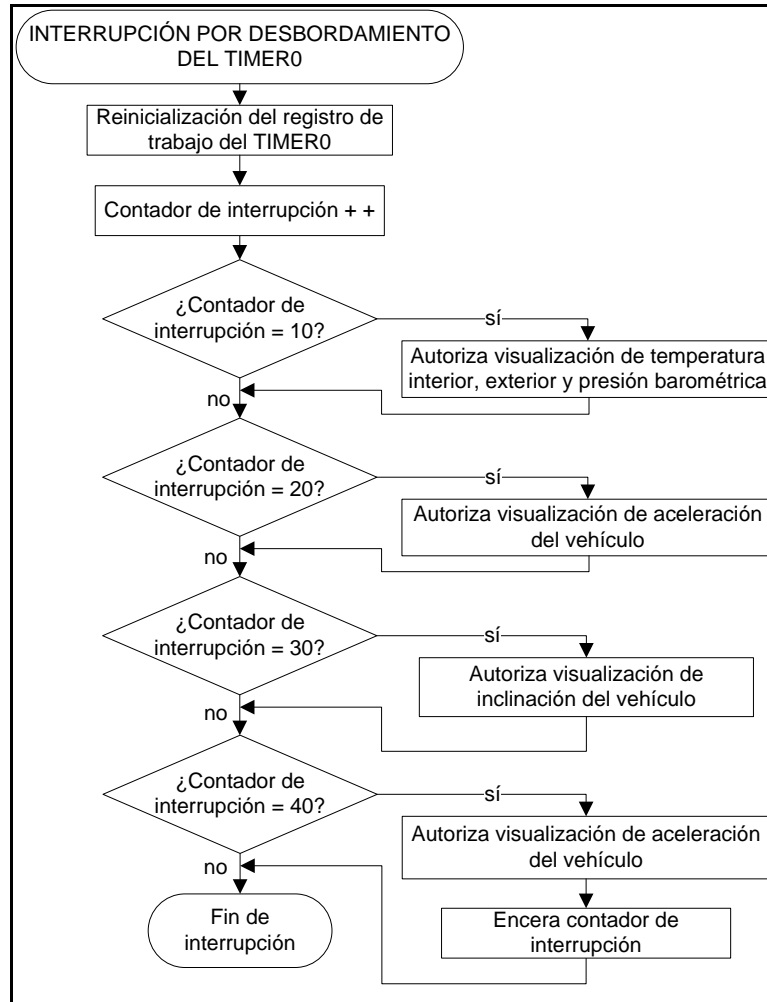 INTERRUPCIÓN POR DESBORDAMIENTO
DEL TIMER0
Reinicialización del registro de
trabajo del TIMER0
Contador de interrupción + +
¿Contador de
interrupción = 10?
sí
Autoriza visualización de temperatura
interior, exterior y presión barométrica
no
¿Contador de
interrupción = 20?
sí
Autoriza visualización de aceleración
del vehículo
no
¿Contador de
interrupción = 30?
sí
Autoriza visualización de
inclinación del vehículo
no
¿Contador de
interrupción = 40?
sí
Autoriza visualización de aceleración
del vehículo
no
Fin de
interrupción
Encera contador de
interrupción